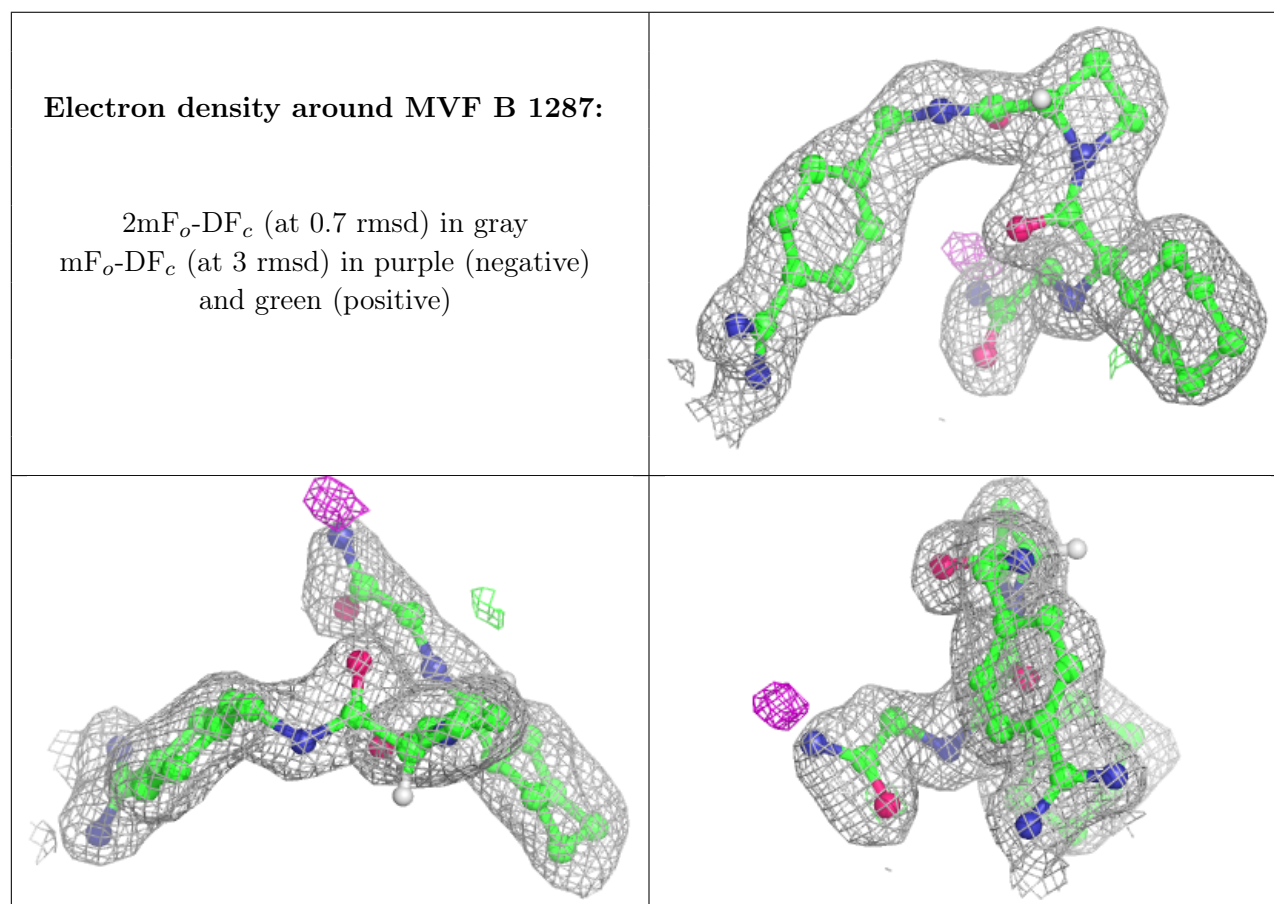 Electron density around MVF B 1287:
2mFo-DFc (at 0.7 rmsd) in gray
mFo-DFc (at 3 rmsd) in purple (negative)
and green (positive)